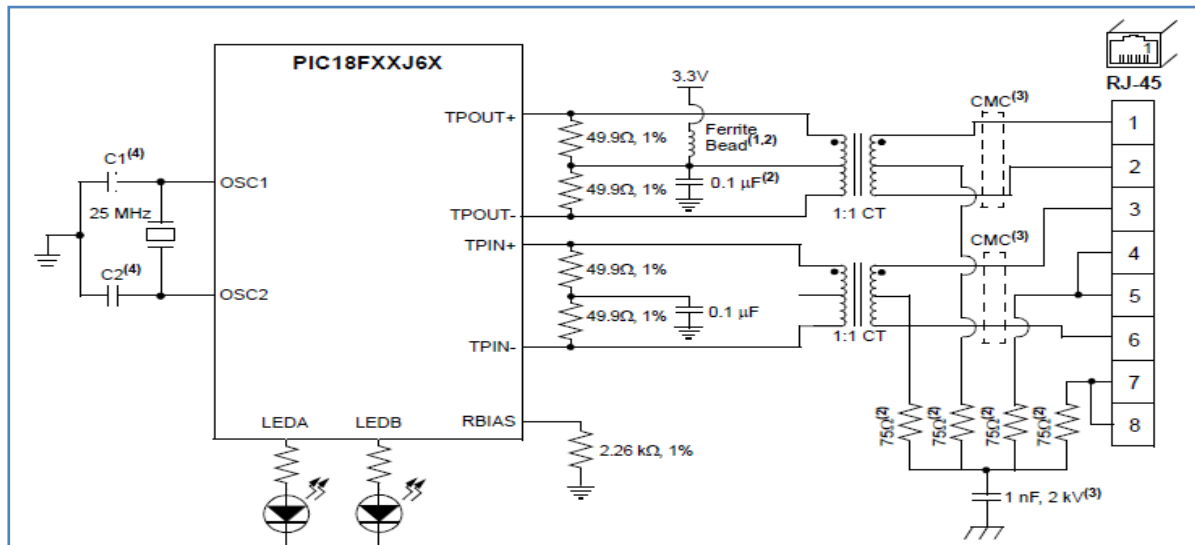 PIC18FXXJ6X
1
RJ-45
3.3V
CMC(3)
TPOUT+
49.9Ω, 1%
Ferrite
Bead(1,2)
1
C1(4)
OSC1
49.9Ω, 1%
0.1 µF(2)
2
25 MHz
TPOUT-
1:1 CT
3
TPIN+
CMC(3)
4
C2(4)
49.9Ω, 1%
OSC2
0.1 µF
5
49.9Ω, 1%
6
TPIN-
1:1 CT
7
LEDA
LEDB
RBIAS
75Ω(2)
75Ω(2)
75Ω(2)
75Ω(2)
8
2.26 kΩ, 1%
1 nF, 2 kV(3)